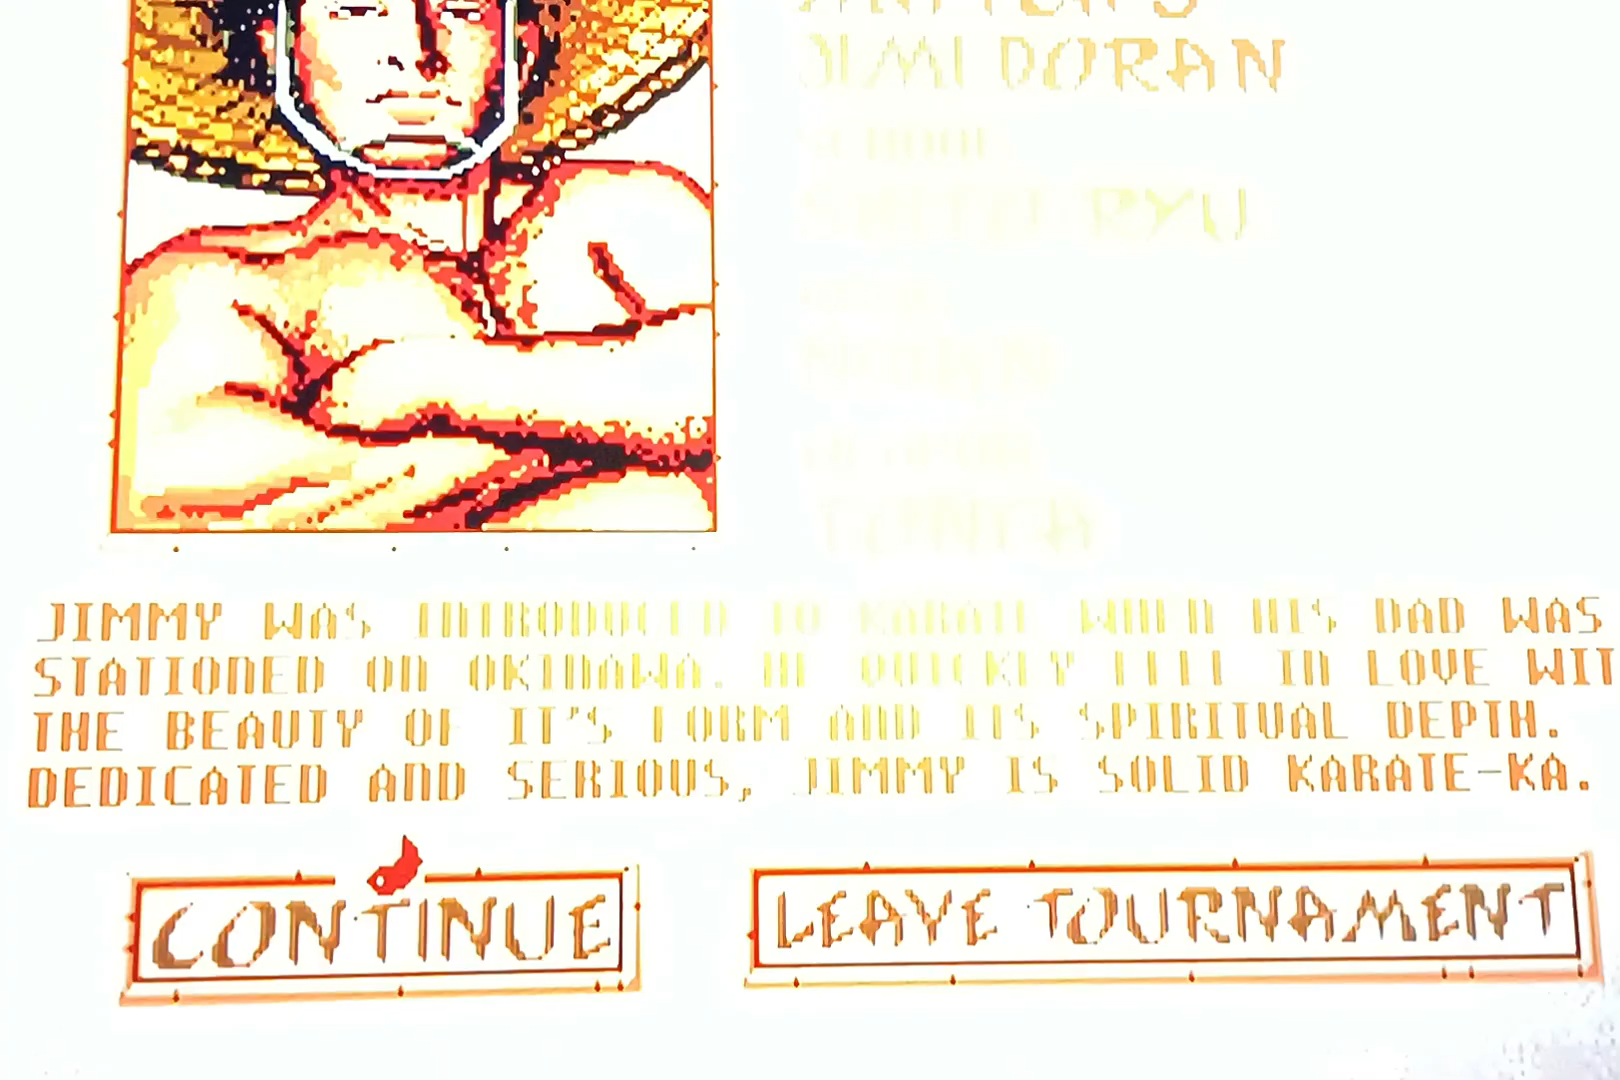 JIMI DORAN
SCHOOL
RYU
JIMMY WAS INTRODUCED TO KARATE WHEN HIS DAD WAS
STATIONED ON OKINAWA. HE QUICKLY FELL IN LOVE WIT
THE BEAUTY OF IT'S FORM AND ITS SPIRITUAL DEPTH.
DEDICATED AND SERIOUS, JIMMY IS SOLID KARATE-KA.
CONTINUE
LEAVE TOURNAMENT